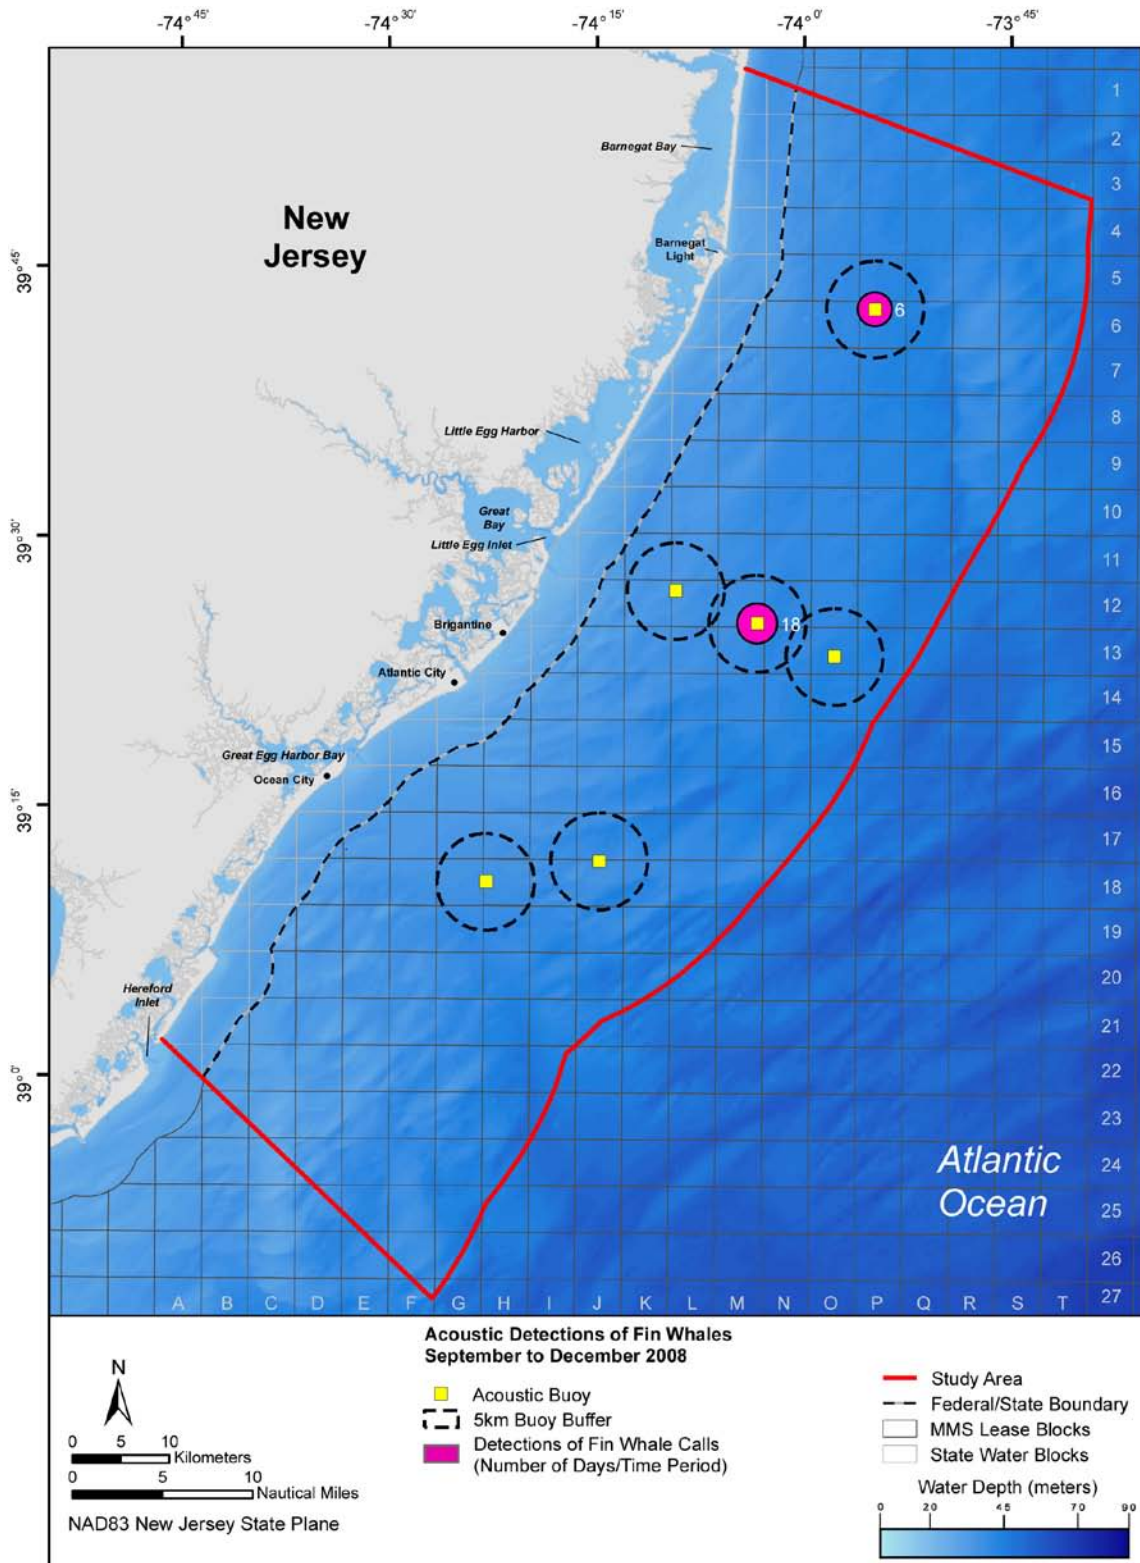 -74°45'
-74°30'
-74°15'
-74°0'
-73°45'
39°45'
39°30'
39°15'
39°0'
New
Jersey
Barnegat Bay
Barnegat
Light
Little Egg Harbor
Great
Bay
Little Egg Inlet
Brigantine
Atlantic City
Great Egg Harbor Bay
Ocean City
Hereford
Inlet
6
18
1
2
3
4
5
6
7
8
9
10
11
12
13
14
15
16
17
18
19
20
21
22
23
24
25
26
27
Atlantic
Ocean
A B C D E F G H I J K L M N O P Q R S T
Acoustic Detections of Fin Whales
September to December 2008
Acoustic Buoy
5km Buoy Buffer
Detections of Fin Whale Calls
(Number of Days/Time Period)
N
0 5 10
Kilometers
0 5 10
Nautical Miles
NAD83 New Jersey State Plane
Study Area
Federal/State Boundary
MMS Lease Blocks
State Water Blocks
Water Depth (meters)
0 20 45 70 90